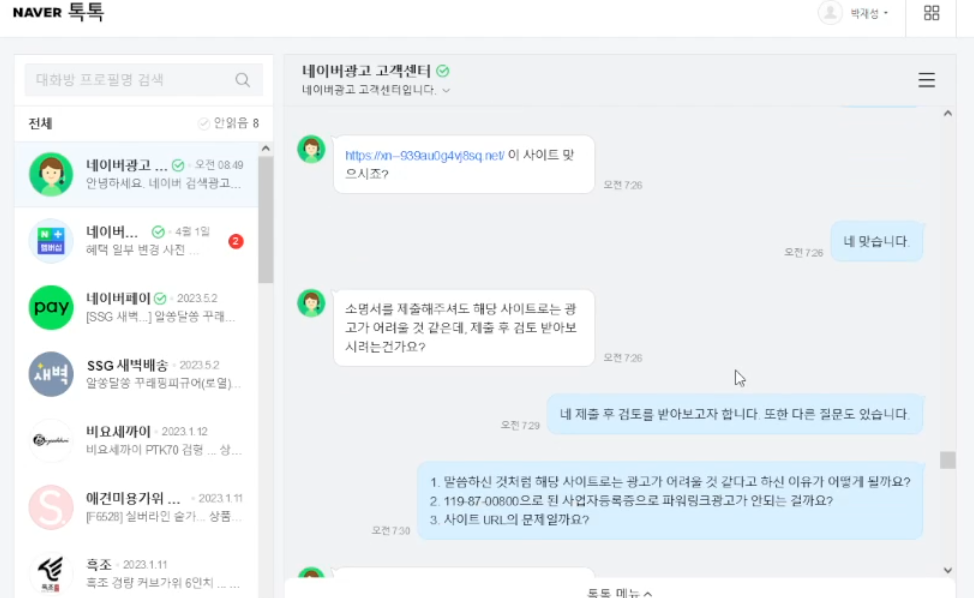 NAVER 톡톡
박재성
대화방 프로필명 검색
전체
안읽음 8
네이버광고 ... 오전 08:49
안녕하세요. 네이버 검색광고...
네이버... 4월 1일
혜택 일부 변경 사전 ...
2
N +
멤버십
네이버페이 2023.5.2
[SSG 새벽...] 알쏭달쏭 꾸래...
pay
SSG 새벽배송 2023.5.2
알쏭달쏭 꾸래핑피규어(로열)...
새벽
비요세까이 2023.1.12
비요세까이 PTK70 검형 ... 상...
애견미용가위 ... 2023.1.11
[F6528] 실버라인 숱가... 상품...
S
흑조 2023.1.11
흑조 경량 커브가위 6인치 ... ...
흑조
네이버광고 고객센터
네이버광고 고객센터입니다.
https://xn--939au0g4vj8sq.net/ 이 사이트 맞
으시죠?
오전 7:26
네 맞습니다.
오전 7:26
소명서를 제출해주셔도 해당 사이트로는 광
고가 어려울 것 같은데, 제출 후 검토 받아보
시려는건가요?
오전 7:26
네 제출 후 검토를 받아보고자 합니다. 또한 다른 질문도 있습니다.
오전 7:29
1. 말씀하신 것처럼 해당 사이트로는 광고가 어려울 것 같다고 하신 이유가 어떻게 될까요?
2. 119-87-00800으로 된 사업자등록증으로 파워링크광고가 안되는 걸까요?
3. 사이트 URL의 문제일까요?
오전 7:30
톡톡 메뉴